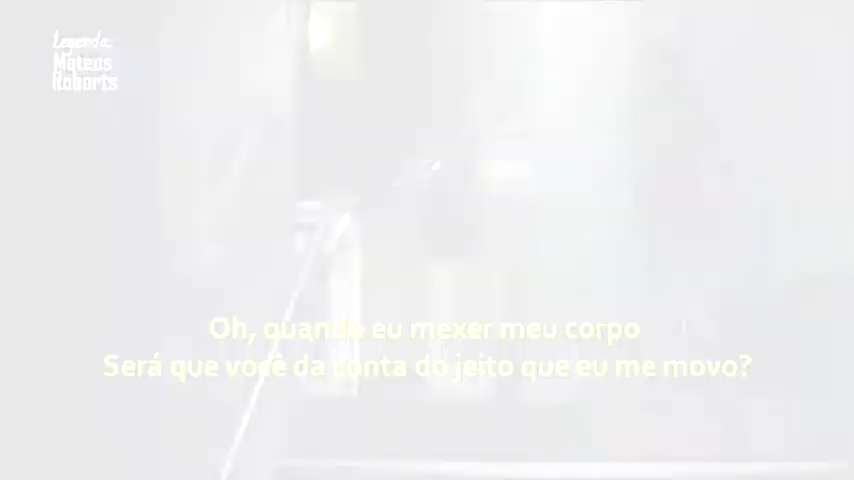 Legenda
Mateus
Roberts
Oh, quando eu mexer meu corpo
Será que você da conta do jeito que eu me movo?